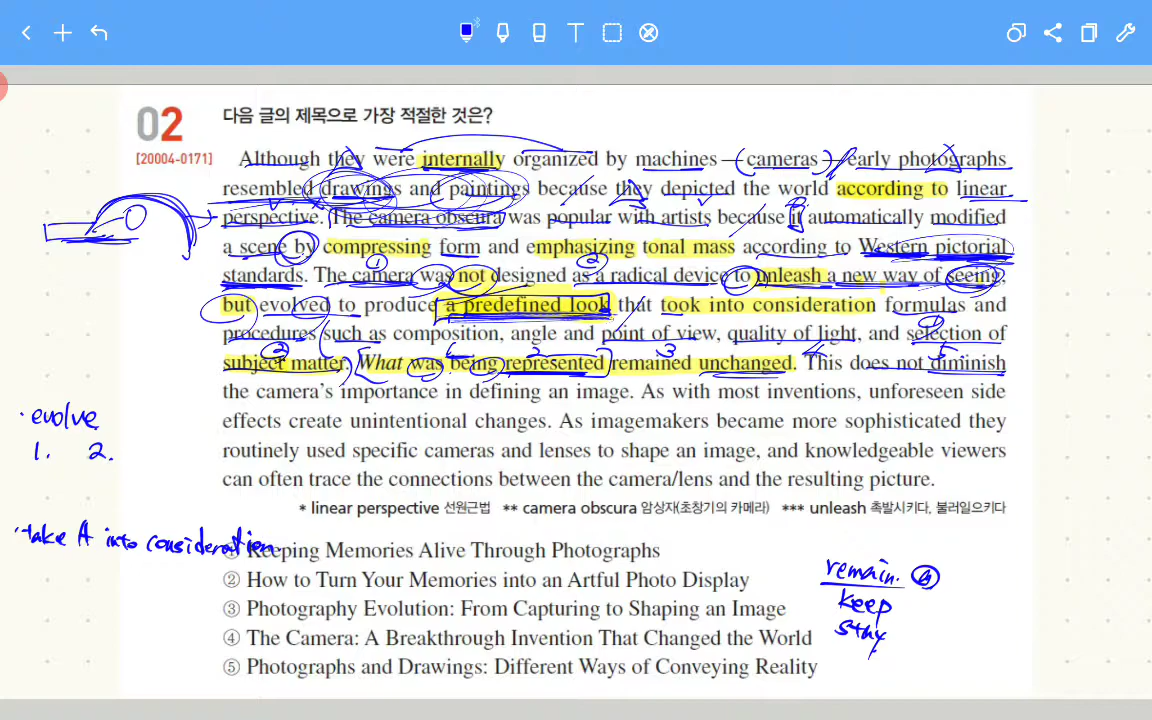 02
[20004-0171]
다음 글의 제목으로 가장 적절한 것은?
Although they were internally organized by machines (cameras), early photographs
resembled drawings and paintings because they depicted the world according to linear
perspective. The camera obscura was popular with artists because it automatically modified
a scene by compressing form and emphasizing tonal mass according to Western pictorial
standards. The camera was not designed as a radical device to unleash a new way of seeing,
but evolved to produce a predefined look that took into consideration formulas and
procedures such as composition, angle and point of view, quality of light, and selection of
subject matter. What was being represented remained unchanged. This does not diminish
the camera's importance in defining an image. As with most inventions, unforeseen side
effects create unintentional changes. As imagemakers became more sophisticated they
routinely used specific cameras and lenses to shape an image, and knowledgeable viewers
can often trace the connections between the camera/lens and the resulting picture.
* linear perspective 선원근법 ** camera obscura 암상자(초창기의 카메라) *** unleash 촉발시키다, 불러일으키다
① Keeping Memories Alive Through Photographs
② How to Turn Your Memories into an Artful Photo Display
③ Photography Evolution: From Capturing to Shaping an Image
④ The Camera: A Breakthrough Invention That Changed the World
⑤ Photographs and Drawings: Different Ways of Conveying Reality
· evolve
1. 2.
· take A into consideration
remain.
keep
stay